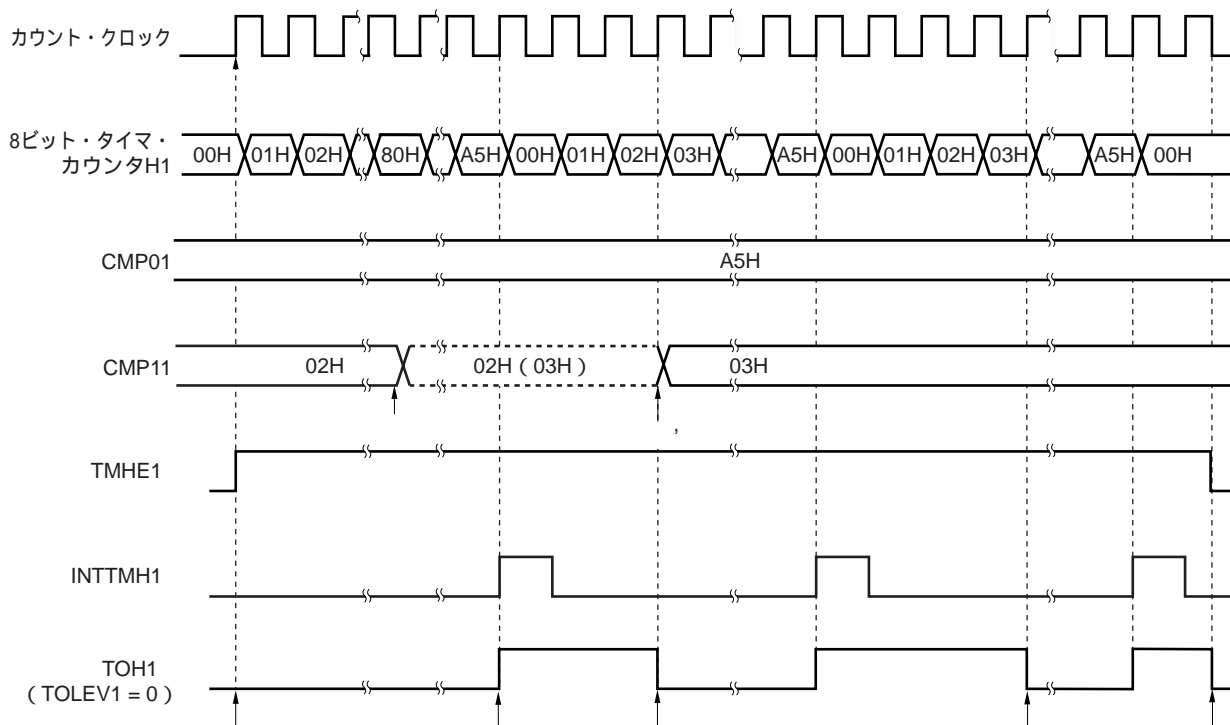 カウント・クロック
8ビット・タイマ・
カウンタH1
00H 01H 02H 80H A5H 00H 01H 02H 03H A5H 00H 01H 02H 03H A5H 00H
CMP01
A5H
CMP11
02H 02H ( 03H ) 03H
,
TMHE1
INTTMH1
TOH1
( TOLEV1 = 0 )